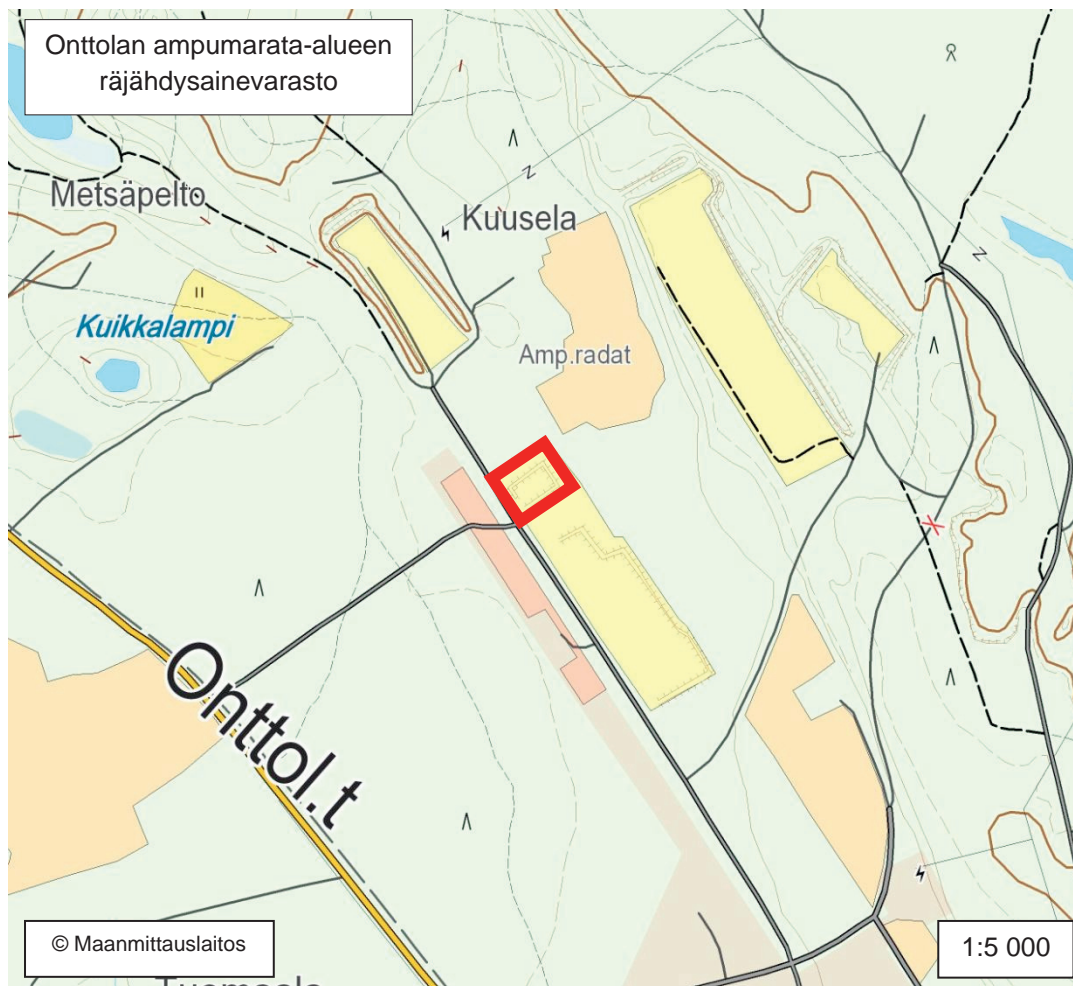 Onttolan ampumarata-alueen
räjähdysainevarasto
Metsäpelto
Kuusela
Kuikkalampi
Amp.radat
Onttol.t
© Maanmittauslaitos
1:5 000